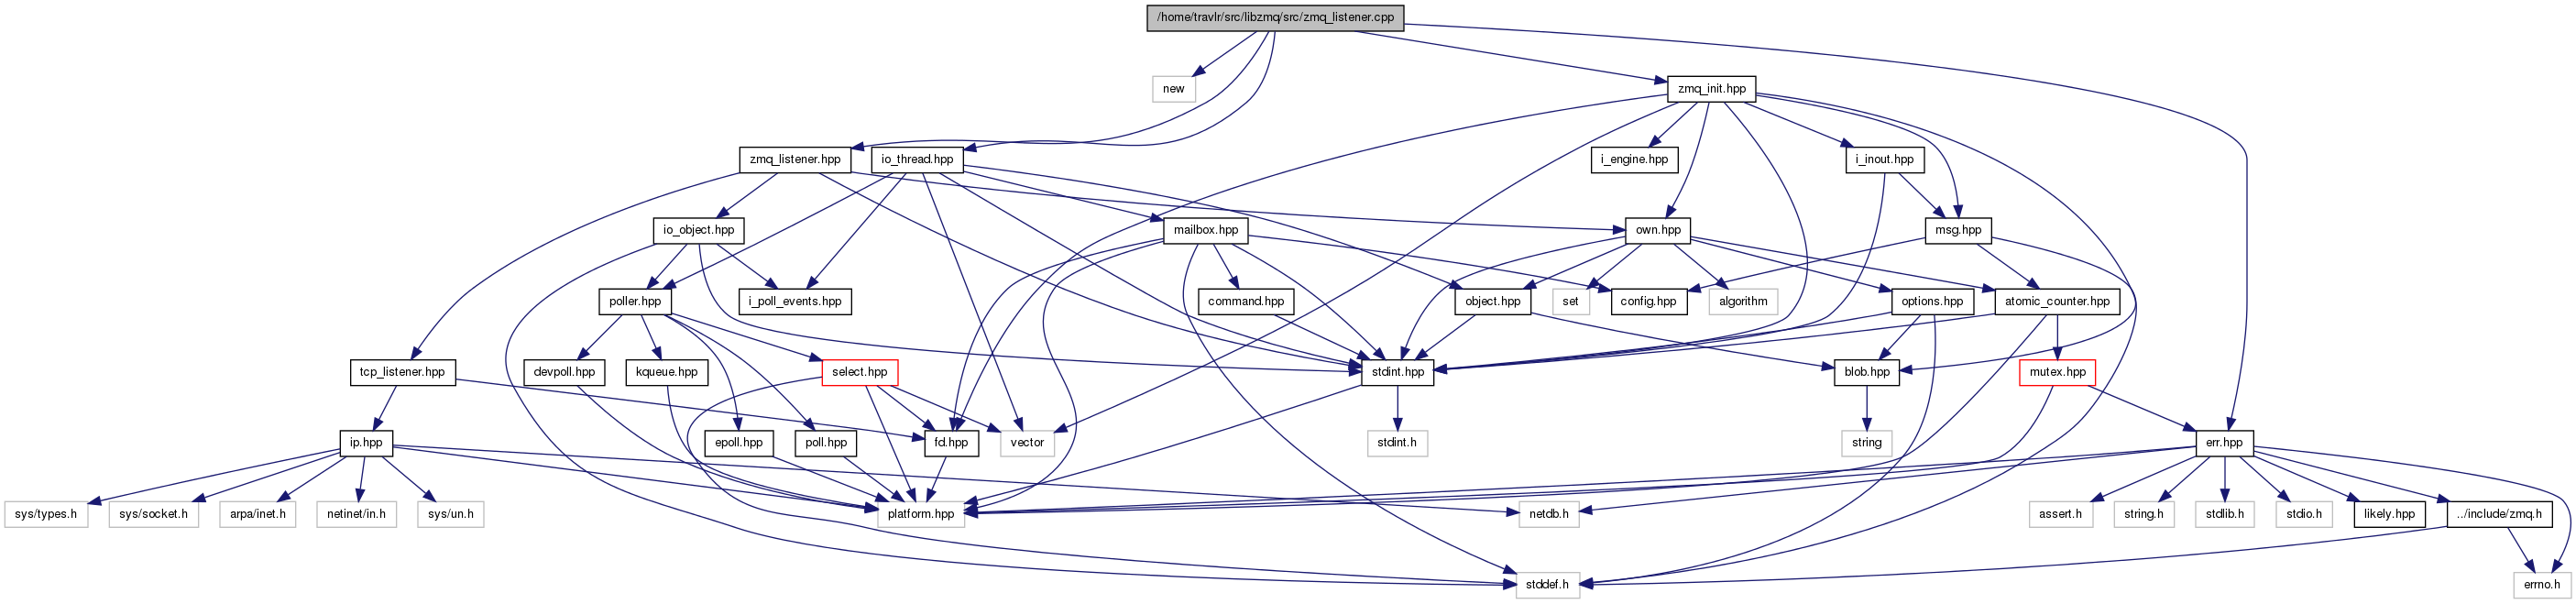 /home/travlr/src/libzmq/src/zmq_listener.cpp
new
zmq_init.hpp
zmq_listener.hpp
io_thread.hpp
i_engine.hpp
i_inout.hpp
io_object.hpp
mailbox.hpp
own.hpp
msg.hpp
poller.hpp
i_poll_events.hpp
command.hpp
object.hpp
set
config.hpp
algorithm
options.hpp
atomic_counter.hpp
tcp_listener.hpp
devpoll.hpp
kqueue.hpp
select.hpp
stdint.hpp
blob.hpp
mutex.hpp
ip.hpp
epoll.hpp
poll.hpp
fd.hpp
vector
stdint.h
string
err.hpp
sys/types.h
sys/socket.h
arpa/inet.h
netinet/in.h
sys/un.h
platform.hpp
netdb.h
assert.h
string.h
stdlib.h
stdio.h
likely.hpp
../include/zmq.h
stddef.h
errno.h